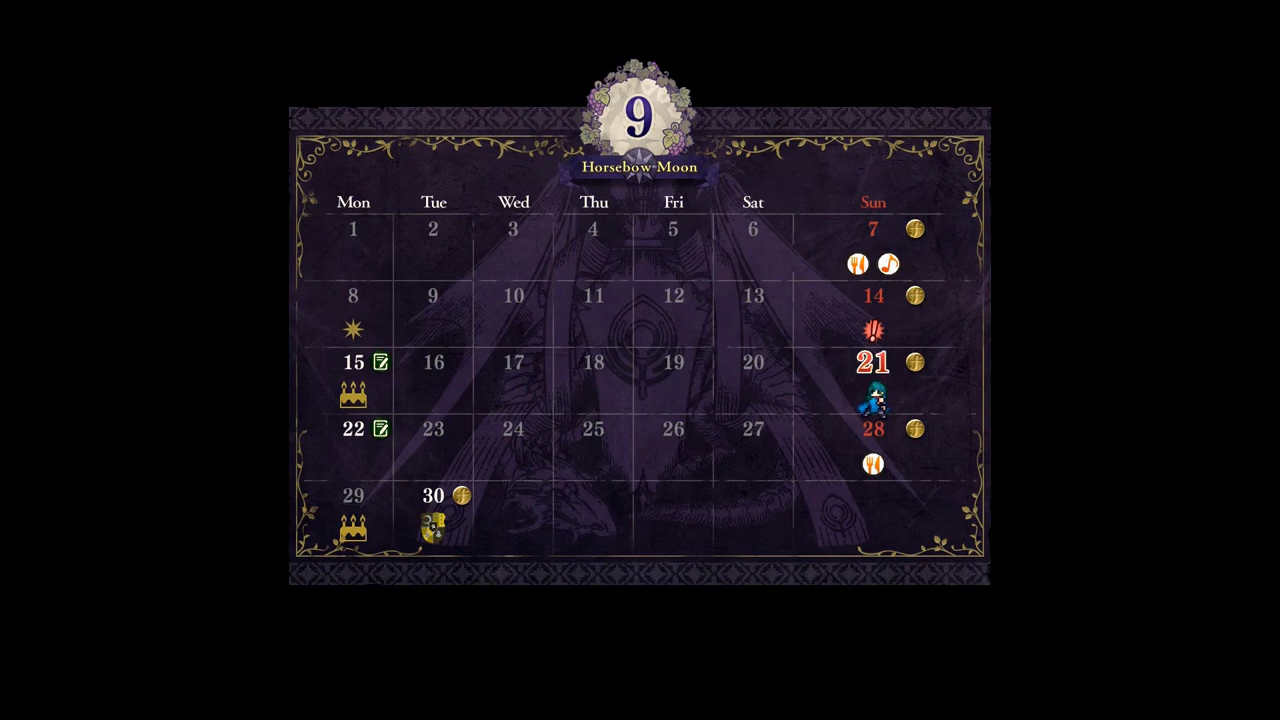 9
Horsebow Moon
Mon Tue Wed Thu Fri Sat Sun
1 2 3 4 5 6 7
8 9 10 11 12 13 14
15 16 17 18 19 20 21
22 23 24 25 26 27 28
29 30